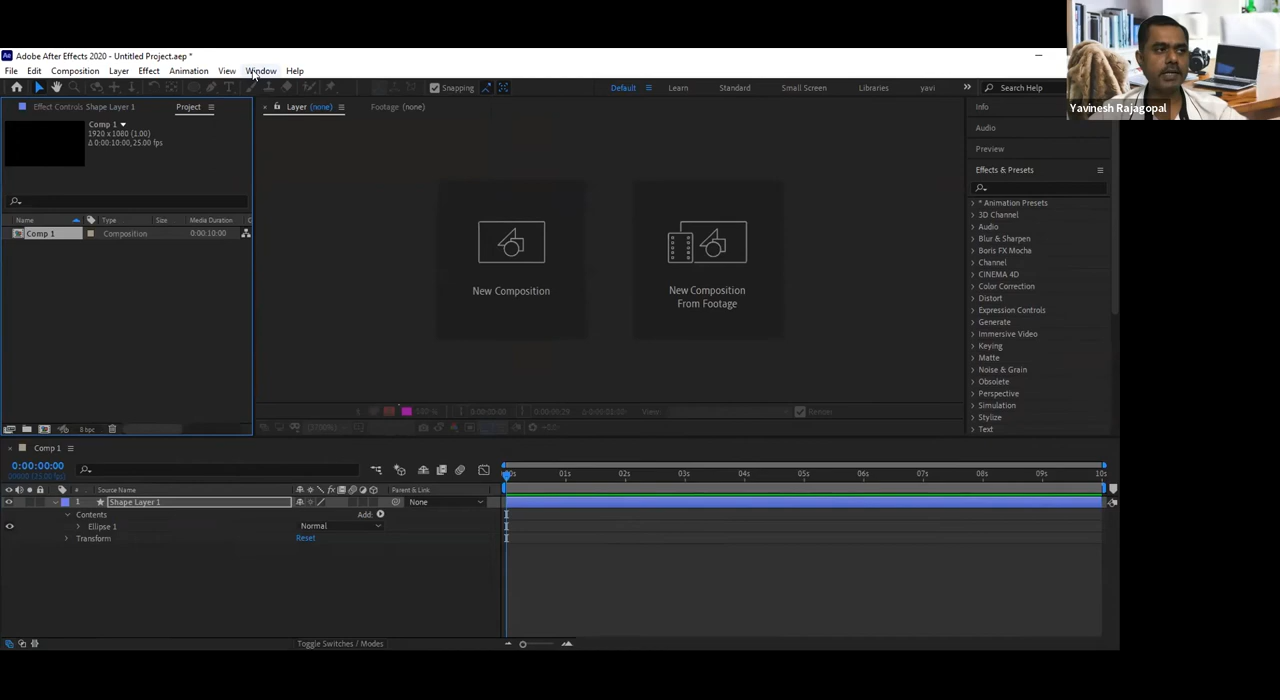 Adobe After Effects 2020 - Untitled Project.aep *
File Edit Composition Layer Effect Animation View Window Help
Snapping
Default Learn Standard Small Screen Libraries yavi
Search Help
Yavinesh Rajagopal
Effect Controls Shape Layer 1 Project
Layer (none) Footage (none)
Info
Audio
Preview
Effects & Presets
Comp 1
1920 x 1080 (1.00)
Δ 0:00:10:00, 25.00 fps
Name Type Size Media Duration
Comp 1 Composition 0:00:10:00
8 bpc
New Composition
New Composition
From Footage
View: Render
* Animation Presets
3D Channel
Audio
Blur & Sharpen
Boris FX Mocha
Channel
CINEMA 4D
Color Correction
Distort
Expression Controls
Generate
Immersive Video
Keying
Matte
Noise & Grain
Obsolete
Perspective
Simulation
Stylize
Text
Comp 1
0:00:00:00
01s 02s 03s 04s 05s 06s 07s 08s 09s 10s
# Source Name Parent & Link
1 Shape Layer 1 None
Contents Add:
Ellipse 1 Normal
Transform Reset
Toggle Switches / Modes